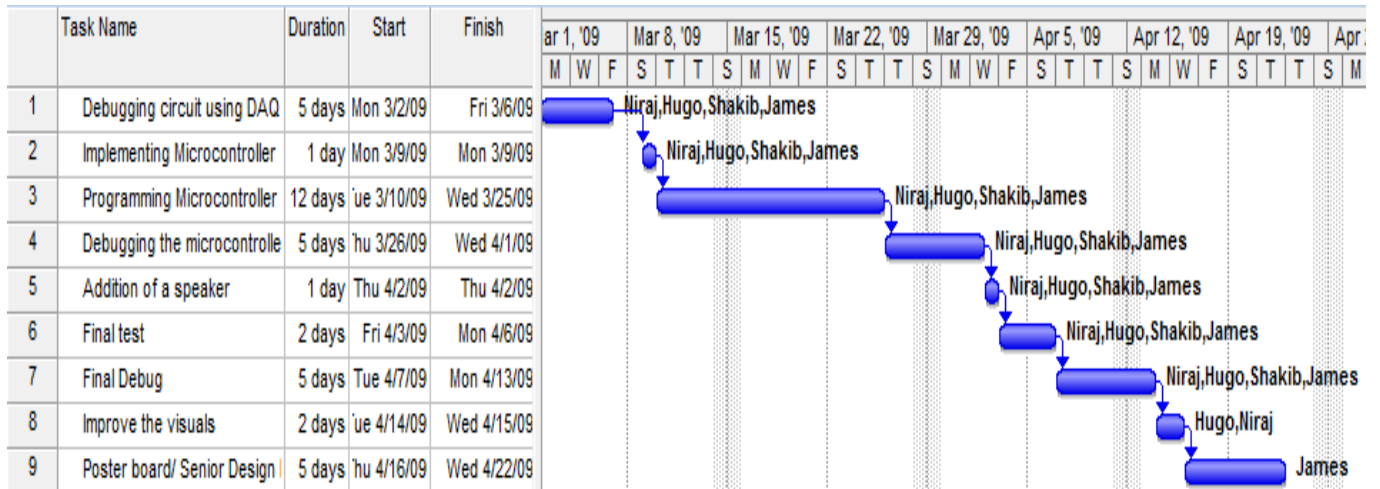 Task Name Duration Start Finish ar 1, '09 Mar 8, '09 Mar 15, '09 Mar 22, '09 Mar 29, '09 Apr 5, '09 Apr 12, '09 Apr 19, '09 Apr
M W F S T T S M W F S T T S M W F S T T S M W F S T T S M
1 Debugging circuit using DAQ 5 days Mon 3/2/09 Fri 3/6/09 Niraj,Hugo,Shakib,James
2 Implementing Microcontroller 1 day Mon 3/9/09 Mon 3/9/09 Niraj,Hugo,Shakib,James
3 Programming Microcontroller 12 days ue 3/10/09 Wed 3/25/09 Niraj,Hugo,Shakib,James
4 Debugging the microcontrolle 5 days hu 3/26/09 Wed 4/1/09 Niraj,Hugo,Shakib,James
5 Addition of a speaker 1 day Thu 4/2/09 Thu 4/2/09 Niraj,Hugo,Shakib,James
6 Final test 2 days Fri 4/3/09 Mon 4/6/09 Niraj,Hugo,Shakib,James
7 Final Debug 5 days Tue 4/7/09 Mon 4/13/09 Niraj,Hugo,Shakib,James
8 Improve the visuals 2 days ue 4/14/09 Wed 4/15/09 Hugo,Niraj
9 Poster board/ Senior Design 5 days hu 4/16/09 Wed 4/22/09 James